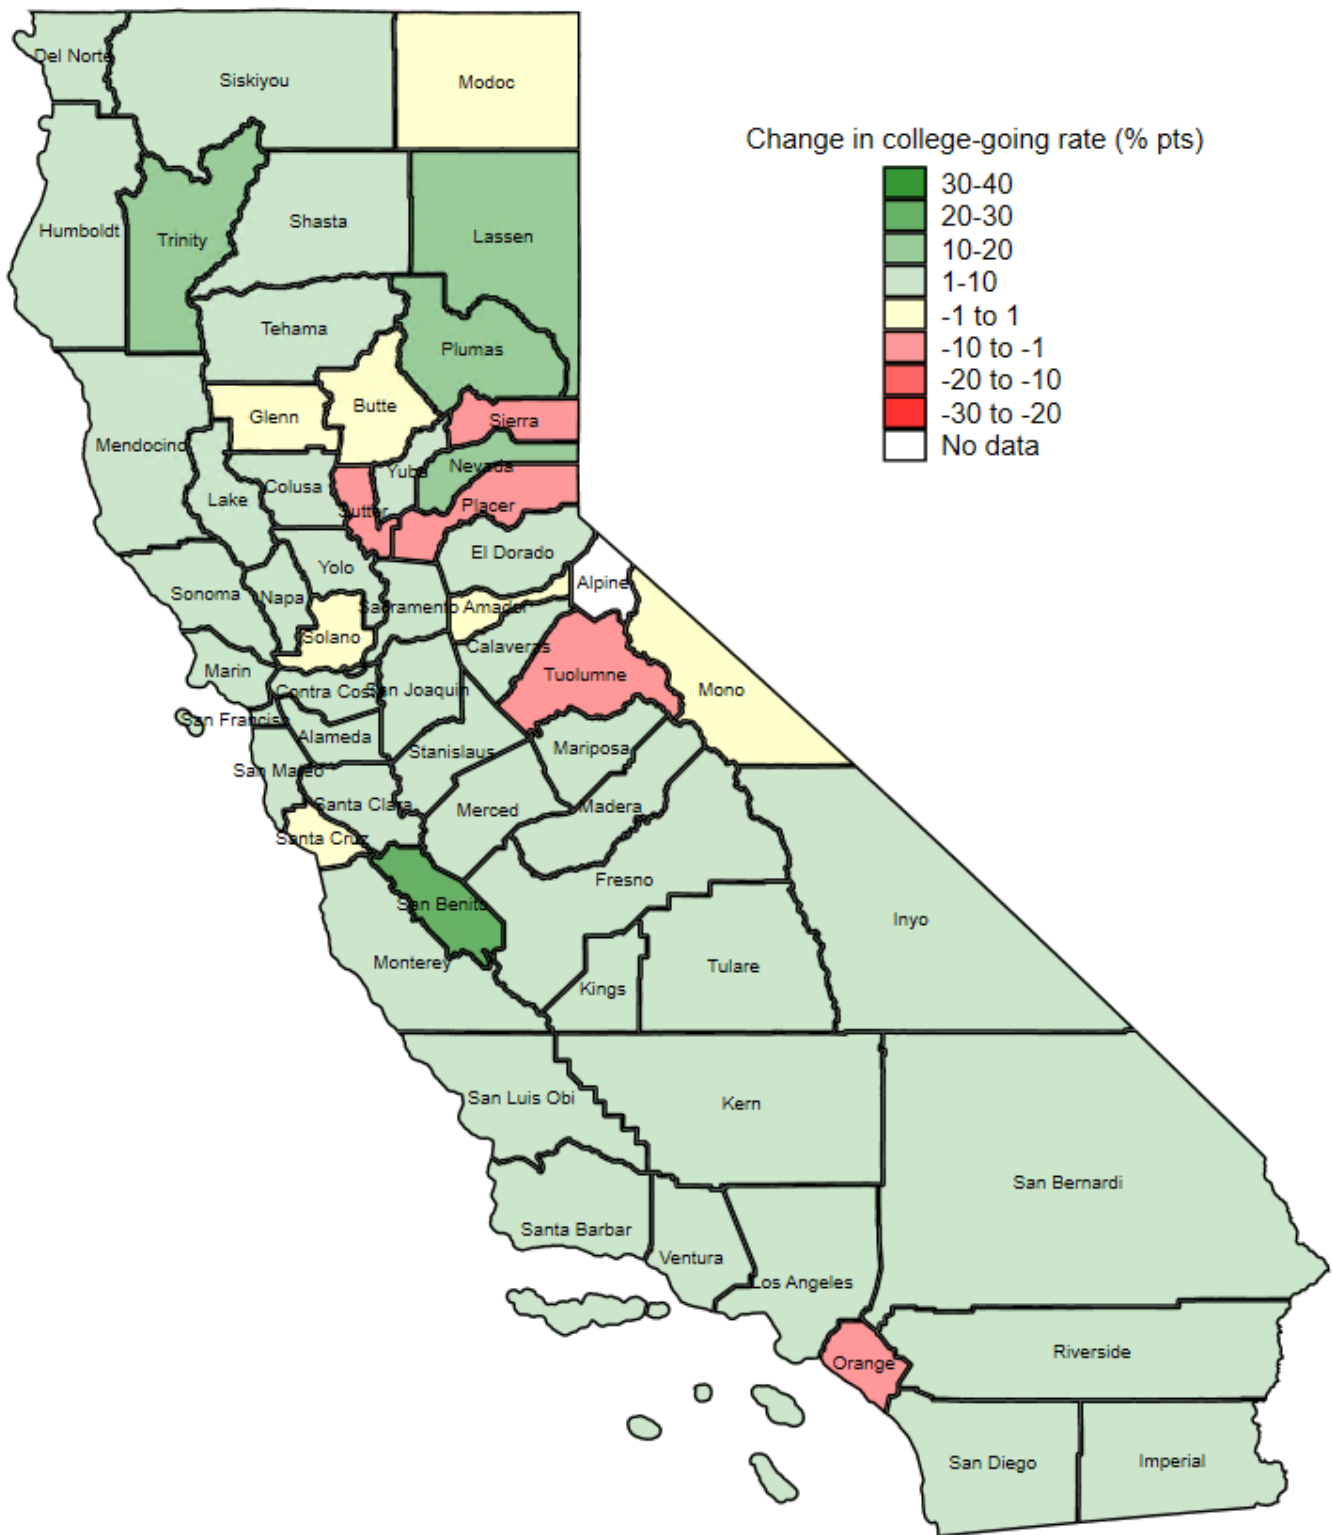 Del Norte
Siskiyou
Modoc
Change in college-going rate (% pts)
30-40
20-30
10-20
1-10
-1 to 1
-10 to -1
-20 to -10
-30 to -20
No data
Humboldt
Trinity
Shasta
Lassen
Tehama
Plumas
Glenn
Butte
Sierra
Mendocino
Lake
Colusa
Sutter
Yuba
Nevada
Placer
El Dorado
Alpine
Sonoma
Napa
Yolo
Solano
Sacramento
Amador
Calaveras
Tuolumne
Mono
Marin
Contra Cost
San Joaquin
San Francisc
Alameda
Stanislaus
Mariposa
San Mateo
Santa Clara
Merced
Madera
Santa Cruz
Fresno
San Benito
Inyo
Monterey
Kings
Tulare
San Luis Obi
Kern
San Bernardi
Santa Barbar
Ventura
Los Angeles
Orange
Riverside
San Diego
Imperial